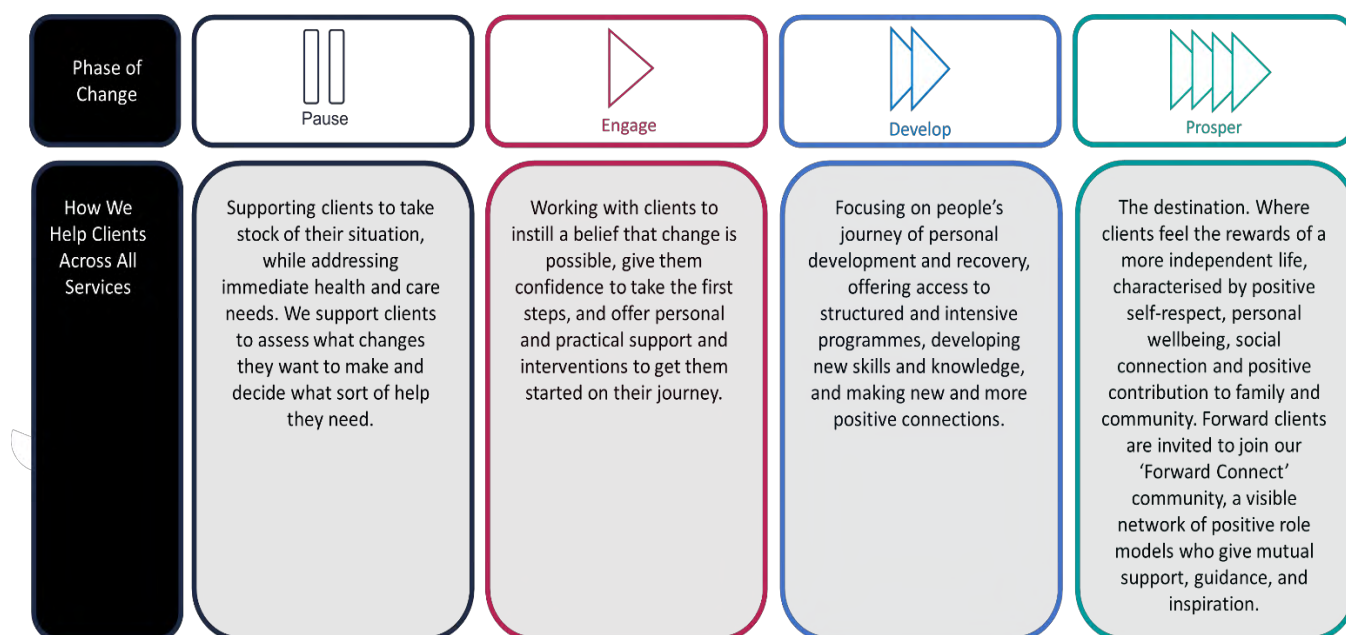 Phase of
Change
Pause
Engage
Develop
Prosper
How We
Help Clients
Across All
Services
Supporting clients to take
stock of their situation,
while addressing
immediate health and care
needs. We support clients
to assess what changes
they want to make and
decide what sort of help
they need.
Working with clients to
instill a belief that change is
possible, give them
confidence to take the first
steps, and offer personal
and practical support and
interventions to get them
started on their journey.
Focusing on people's
journey of personal
development and recovery,
offering access to
structured and intensive
programmes, developing
new skills and knowledge,
and making new and more
positive connections.
The destination. Where
clients feel the rewards of a
more independent life,
characterised by positive
self-respect, personal
wellbeing, social
connection and positive
contribution to family and
community. Forward clients
are invited to join our
‘Forward Connect’
community, a visible
network of positive role
models who give mutual
support, guidance, and
inspiration.